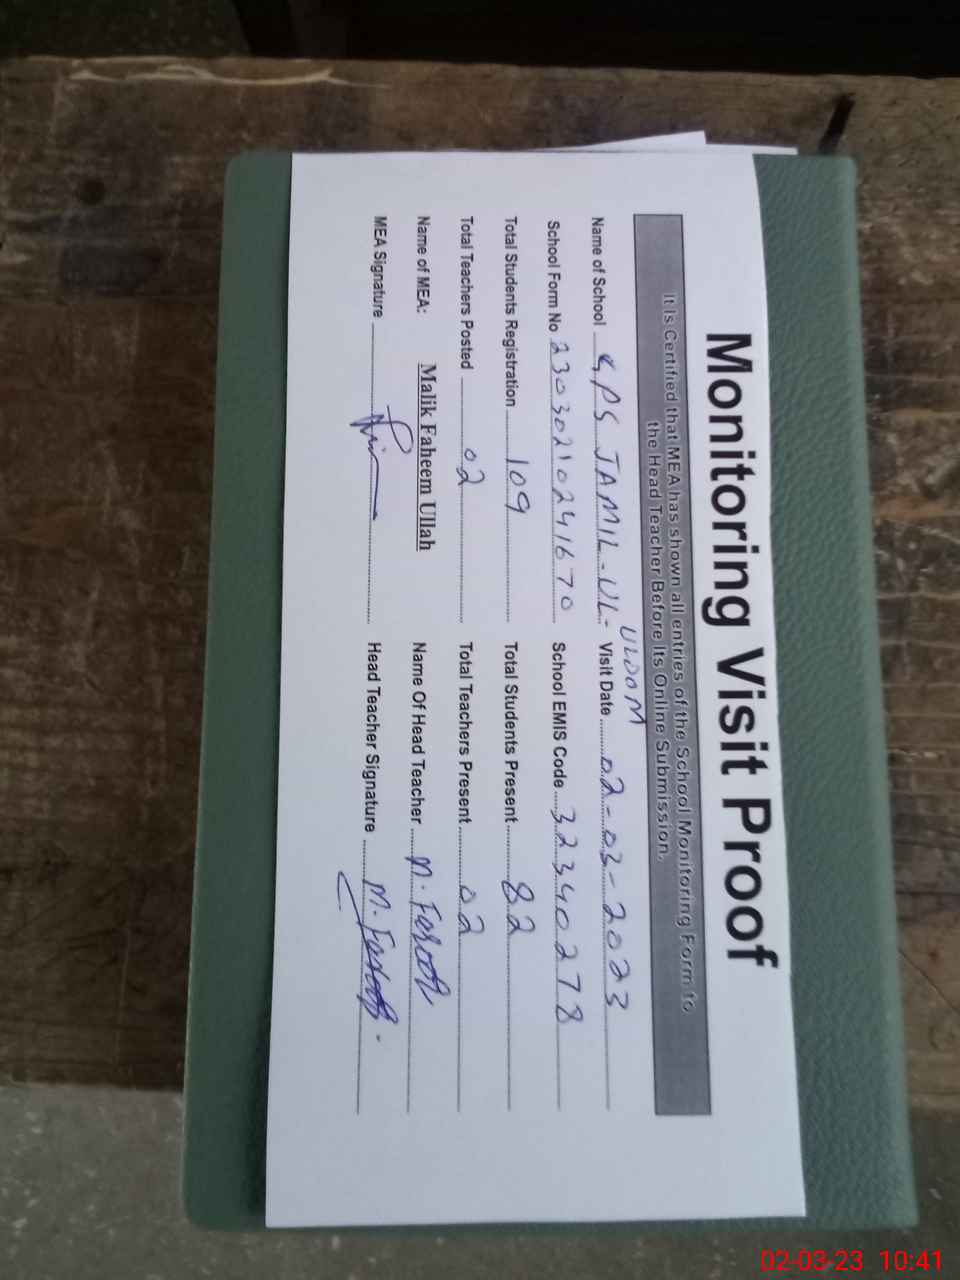 Monitoring Visit Proof
It Is Certified that MEA has shown all entries of the School Monitoring Form to
the Head Teacher Before Its Online Submission.
Name of School GPS JAMIL-UL- ULOOM Visit Date 02-03-2023
School Form No 2303021024 1670 School EMIS Code 32340278
Total Students Registration 109 Total Students Present 82
Total Teachers Posted 02 Total Teachers Present 02
Name of MEA: Malik Faheem Ullah Name Of Head Teacher M. Farooq
MEA Signature Head Teacher Signature M. Farooq.
02-03-23 10:41